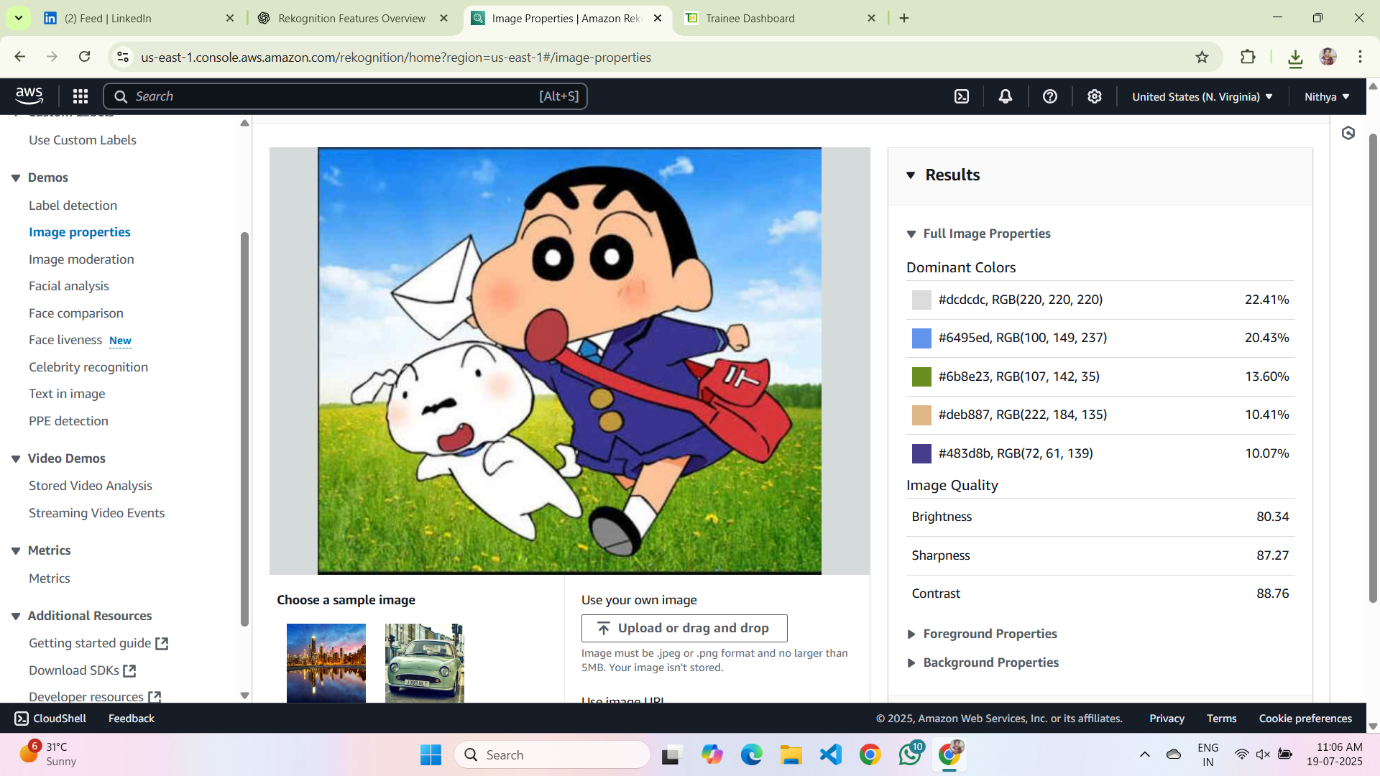 (2) Feed | LinkedIn
Rekognition Features Overview
Image Properties | Amazon Rek
Trainee Dashboard
us-east-1.console.aws.amazon.com/rekognition/home?region=us-east-1#/image-properties
aws
Search
[Alt+S]
United States (N. Virginia)
Nithya
Custom Labels
Use Custom Labels
Demos
Label detection
Image properties
Image moderation
Facial analysis
Face comparison
Face liveness New
Celebrity recognition
Text in image
PPE detection
Video Demos
Stored Video Analysis
Streaming Video Events
Metrics
Metrics
Additional Resources
Getting started guide
Download SDKs
Developer resources
Choose a sample image
Use your own image
Upload or drag and drop
Image must be .jpeg or .png format and no larger than
5MB. Your image isn't stored.
Use image URL
Results
Full Image Properties
Dominant Colors
#dcdcdc, RGB(220, 220, 220) 22.41%
#6495ed, RGB(100, 149, 237) 20.43%
#6b8e23, RGB(107, 142, 35) 13.60%
#deb887, RGB(222, 184, 135) 10.41%
#483d8b, RGB(72, 61, 139) 10.07%
Image Quality
Brightness 80.34
Sharpness 87.27
Contrast 88.76
Foreground Properties
Background Properties
CloudShell
Feedback
© 2025, Amazon Web Services, Inc. or its affiliates.
Privacy
Terms
Cookie preferences
6
31°C
Sunny
Search
10
ENG
IN
11:06 AM
19-07-2025